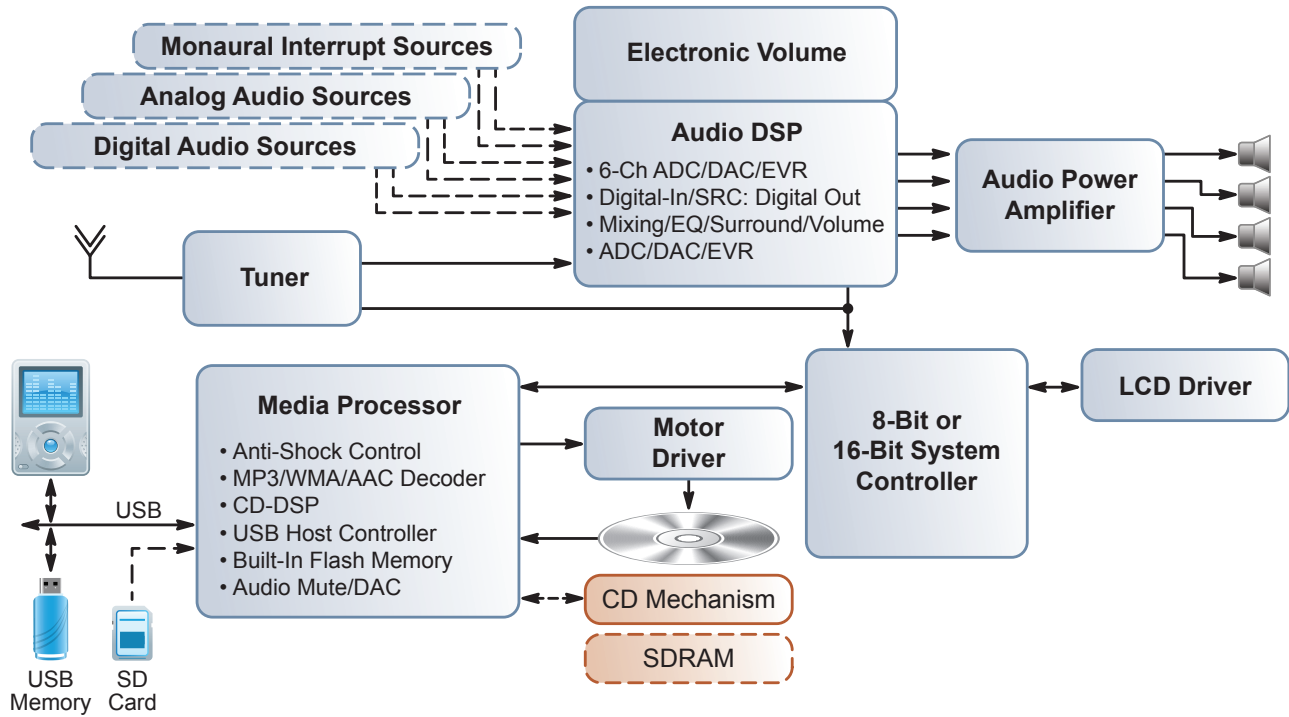 Monaural Interrupt Sources
Analog Audio Sources
Digital Audio Sources
Electronic Volume
Audio DSP
• 6-Ch ADC/DAC/EVR
• Digital-In/SRC: Digital Out
• Mixing/EQ/Surround/Volume
• ADC/DAC/EVR
Audio Power
Amplifier
Tuner
Media Processor
• Anti-Shock Control
• MP3/WMA/AAC Decoder
• CD-DSP
• USB Host Controller
• Built-In Flash Memory
• Audio Mute/DAC
Motor
Driver
8-Bit or
16-Bit System
Controller
LCD Driver
USB
CD Mechanism
SDRAM
USB
Memory
SD
Card